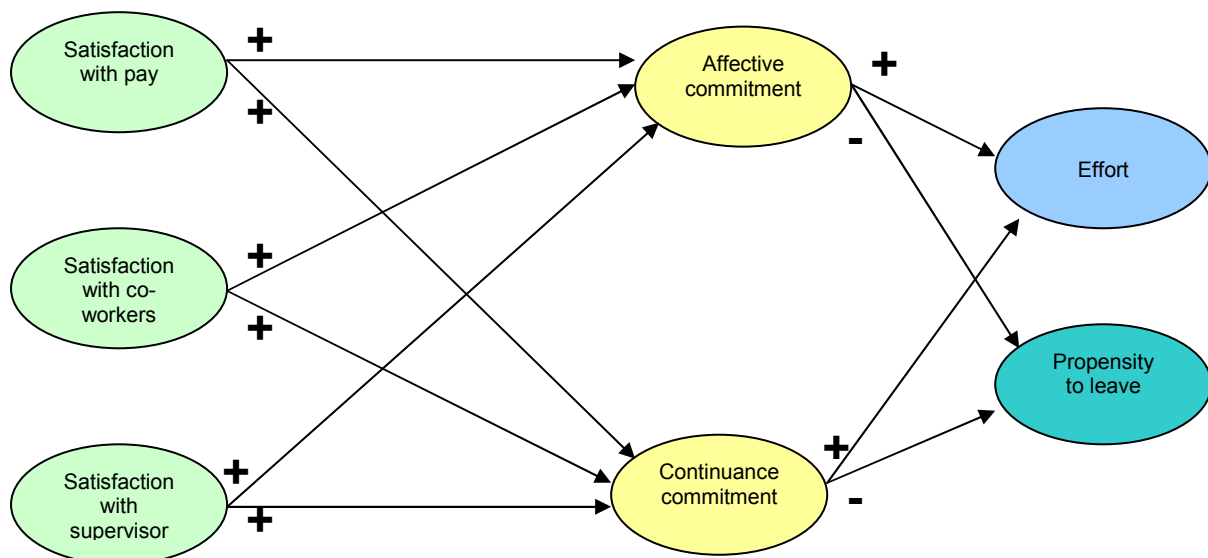 Satisfaction
with pay
+
+
Satisfaction
with co-
workers
+
+
Satisfaction
with
supervisor
+
+
Affective
commitment
+
-
Continuance
commitment
+
-
Effort
Propensity
to leave